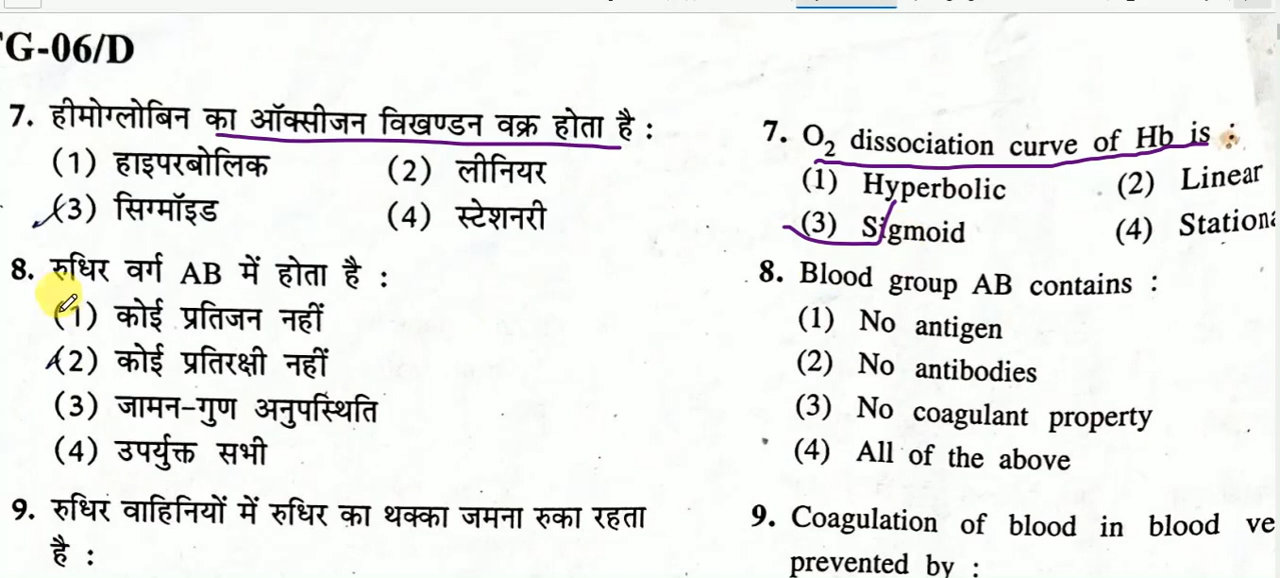 G-06/D
7. हीमोग्लोबिन का ऑक्सीजन विखण्डन वक्र होता है :
(1) हाइपरबोलिक (2) लीनियर
(3) सिग्मॉइड (4) स्टेशनरी
8. रुधिर वर्ग AB में होता है :
(1) कोई प्रतिजन नहीं
(2) कोई प्रतिरक्षी नहीं
(3) जामन-गुण अनुपस्थिति
(4) उपर्युक्त सभी
9. रुधिर वाहिनियों में रुधिर का थक्का जमना रुका रहता
है :
7. O₂ dissociation curve of Hb is :
(1) Hyperbolic (2) Linear
(3) Sigmoid (4)
8. Blood group AB contains :
(1) No antigen
(2) No antibodies
(3) No coagulant property
(4) All of the above
9. Coagulation of blood in blood
prevented by :